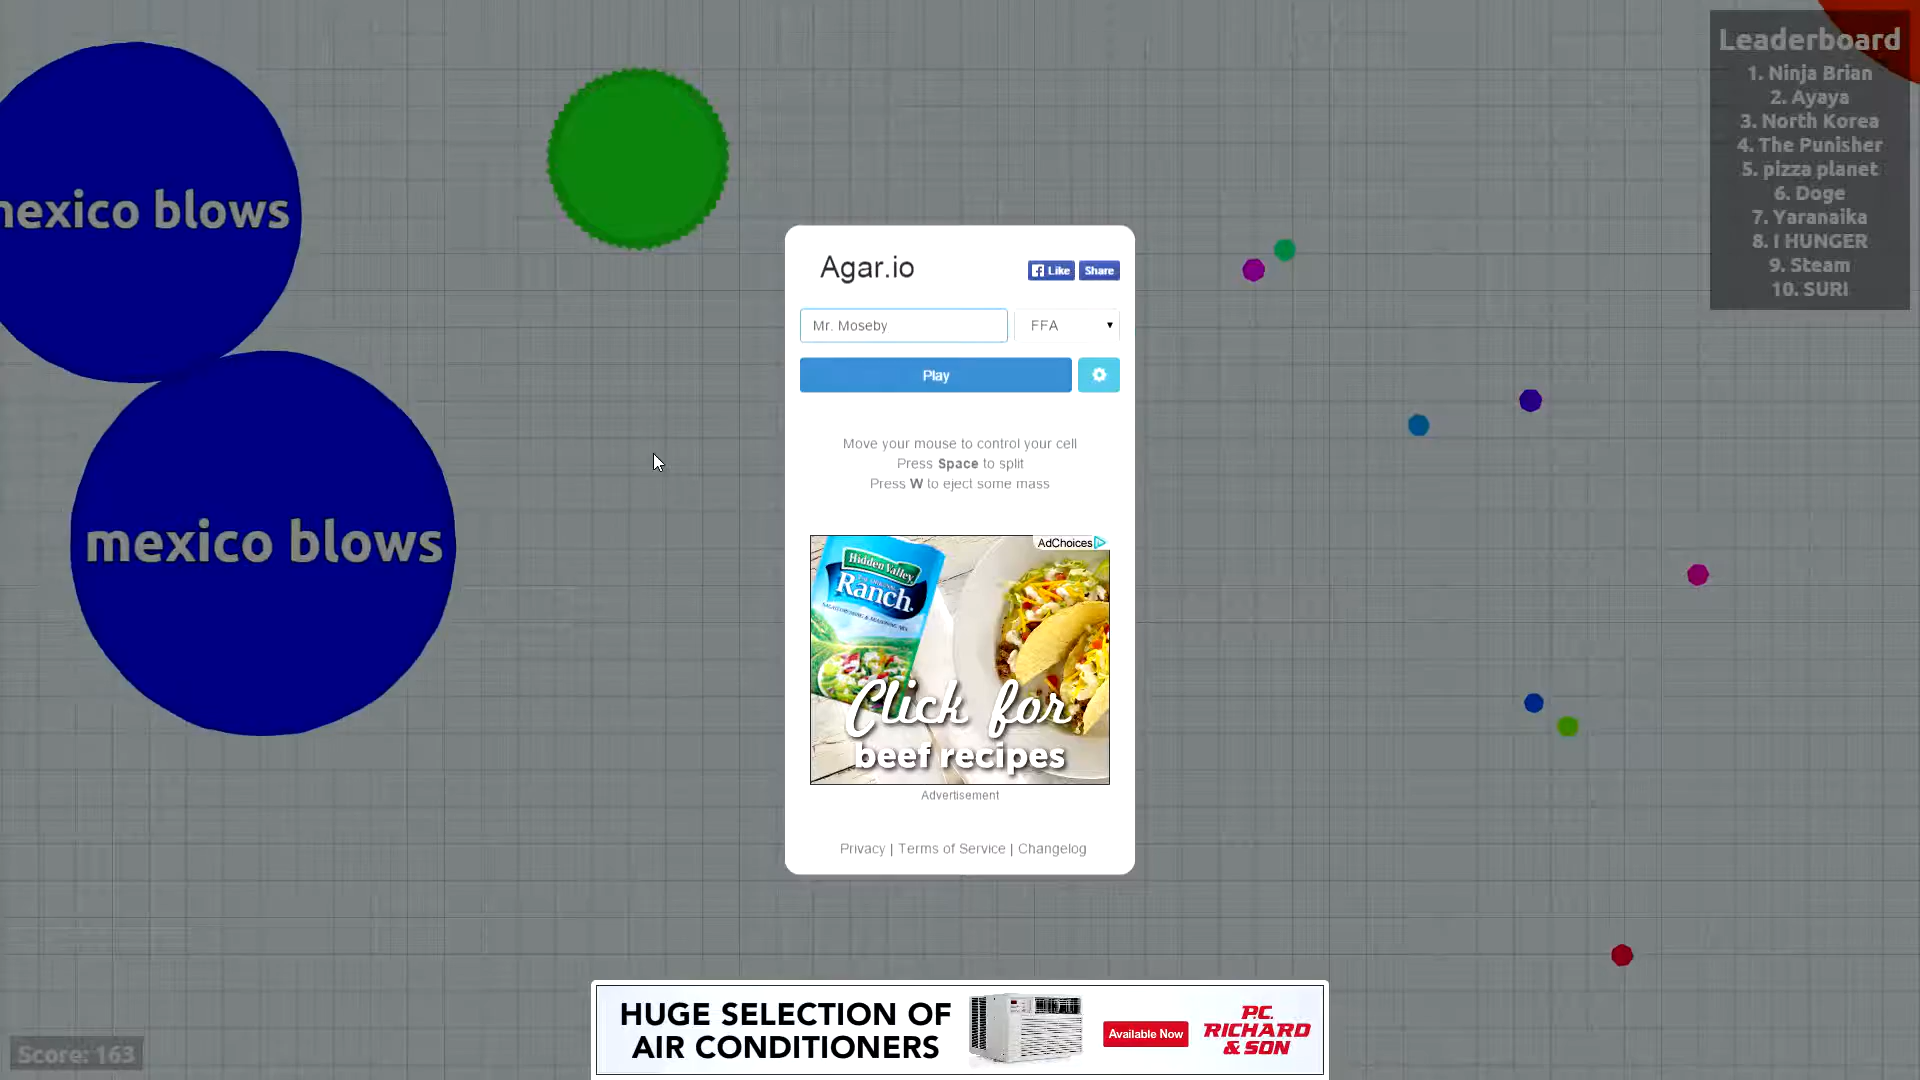 Leaderboard
1. Ninja Brian
2. Ayaya
3. North Korea
4. The Punisher
5. pizza planet
6. Doge
7. Yaranaika
8. I HUNGER
9. Steam
10. SURI
mexico blows
mexico blows
Agar.io
Like
Share
Mr. Moseby
FFA
Play
Move your mouse to control your cell
Press Space to split
Press W to eject some mass
AdChoices
Hidden Valley
Ranch
Click for
beef recipes
Advertisement
Privacy | Terms of Service | Changelog
HUGE SELECTION OF
AIR CONDITIONERS
Available Now
P.C.
RICHARD
& SON
Score: 163